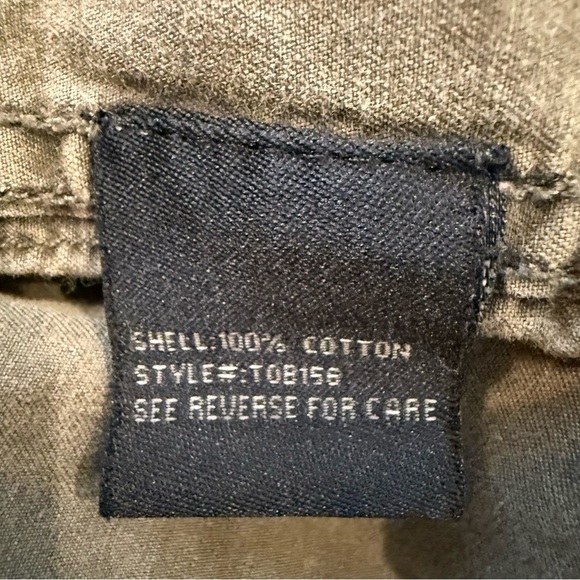 SHELL:100% COTTON
STYLE#:TOB158
SEE REVERSE FOR CARE